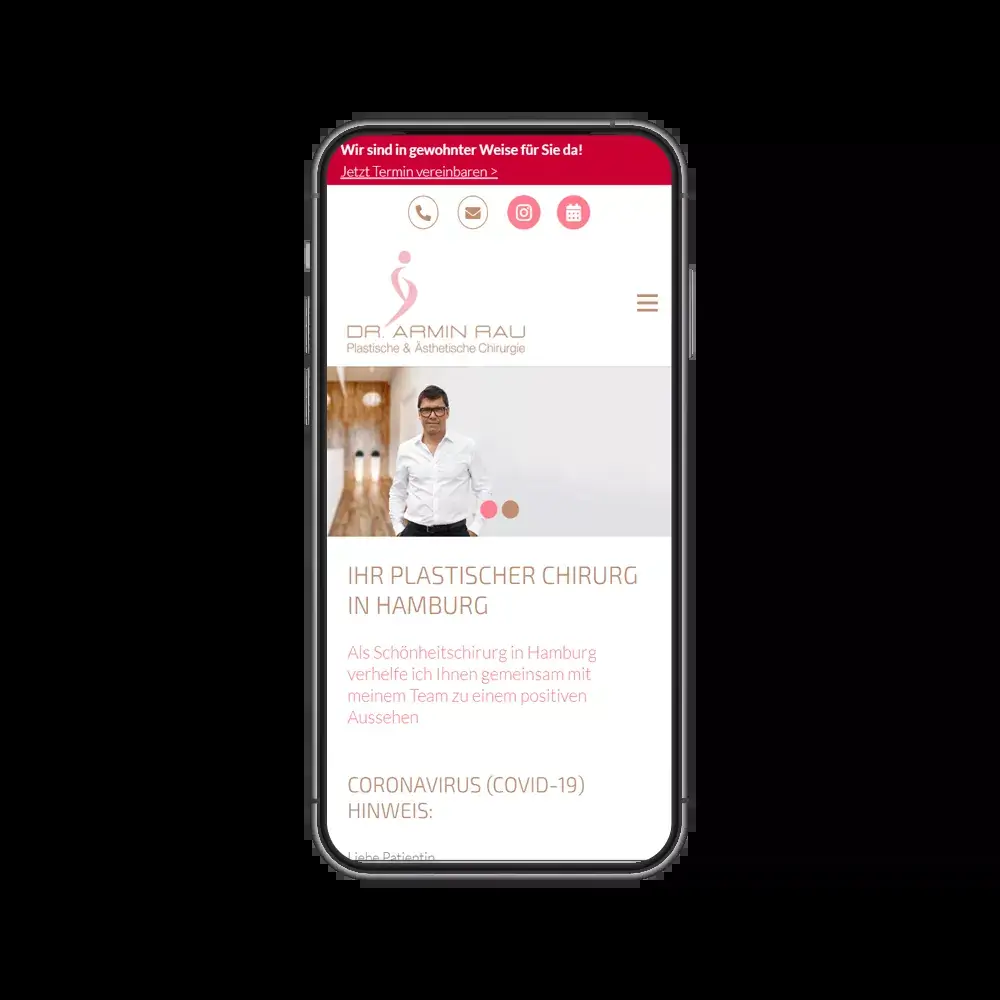 Wir sind in gewohnter Weise für Sie da!
Jetzt Termin vereinbaren >
DR. ARMIN RAU
Plastische & Ästhetische Chirurgie
IHR PLASTISCHER CHIRURG
IN HAMBURG
Als Schönheitschirurg in Hamburg
verhelfe ich Ihnen gemeinsam mit
meinem Team zu einem positiven
Aussehen
CORONAVIRUS (COVID-19)
HINWEIS:
Liebe Patientin